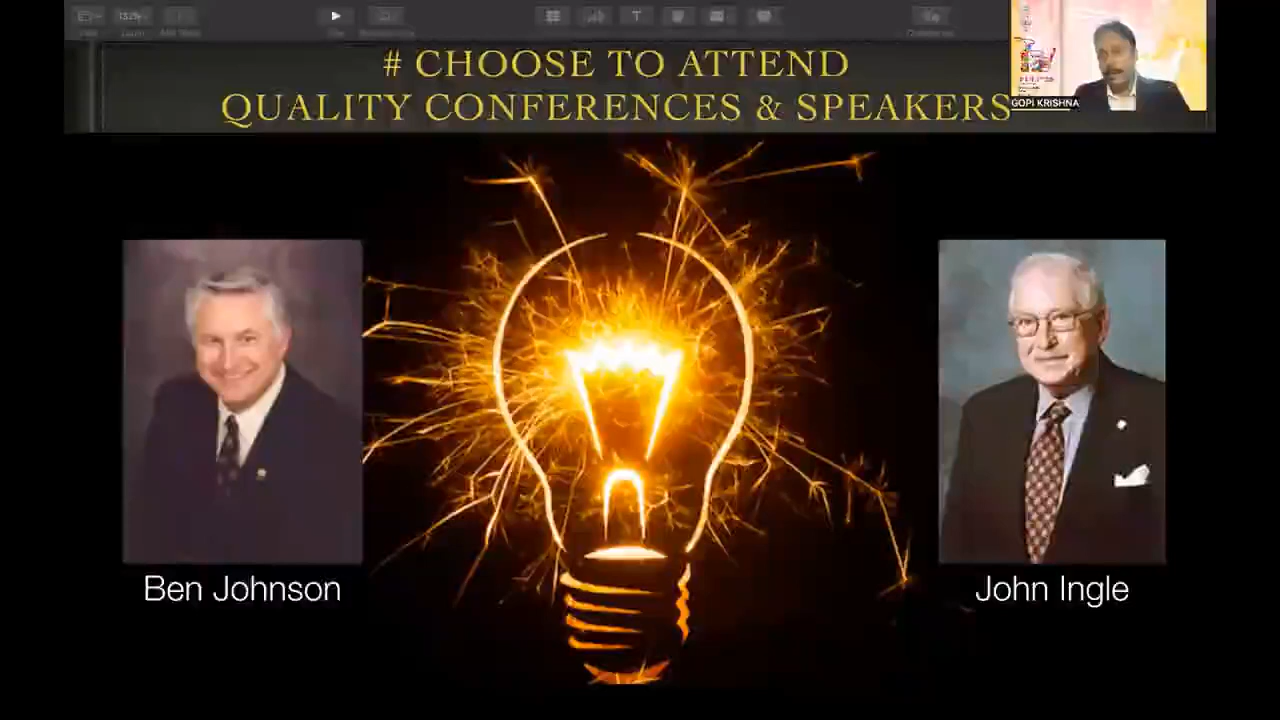 # CHOOSE TO ATTEND
QUALITY CONFERENCES & SPEAKERS
GOPI KRISHNA
Ben Johnson
John Ingle